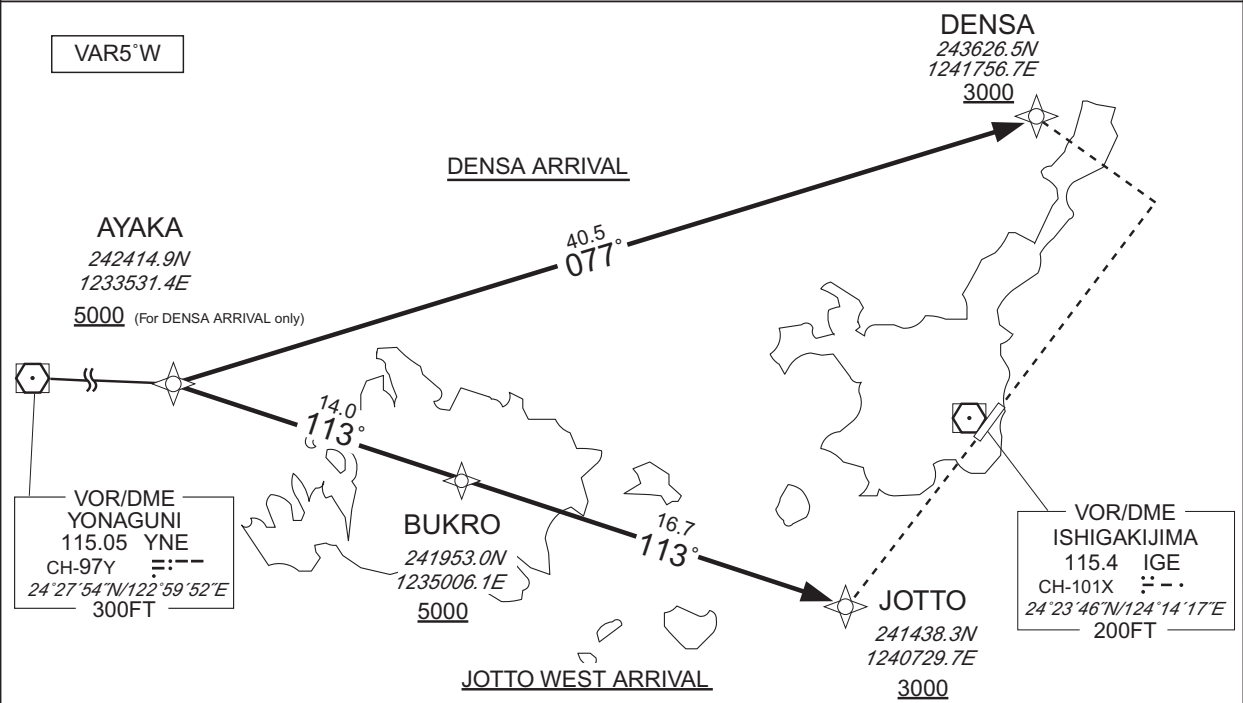 VAR5°W
DENSA
243626.5N
1241756.7E
3000
DENSA ARRIVAL
AYAKA
242414.9N
1233531.4E
5000 (For DENSA ARRIVAL only)
40.5
077°
14.0
113°
BUKRO
241953.0N
1235006.1E
5000
16.7
113°
JOTTO
241438.3N
1240729.7E
3000
JOTTO WEST ARRIVAL
VOR/DME
YONAGUNI
115.05 YNE
CH-97Y
24°27´54˝N/122°59´52˝E
300FT
VOR/DME
ISHIGAKIJIMA
115.4 IGE
CH-101X
24°23´46˝N/124°14´17˝E
200FT